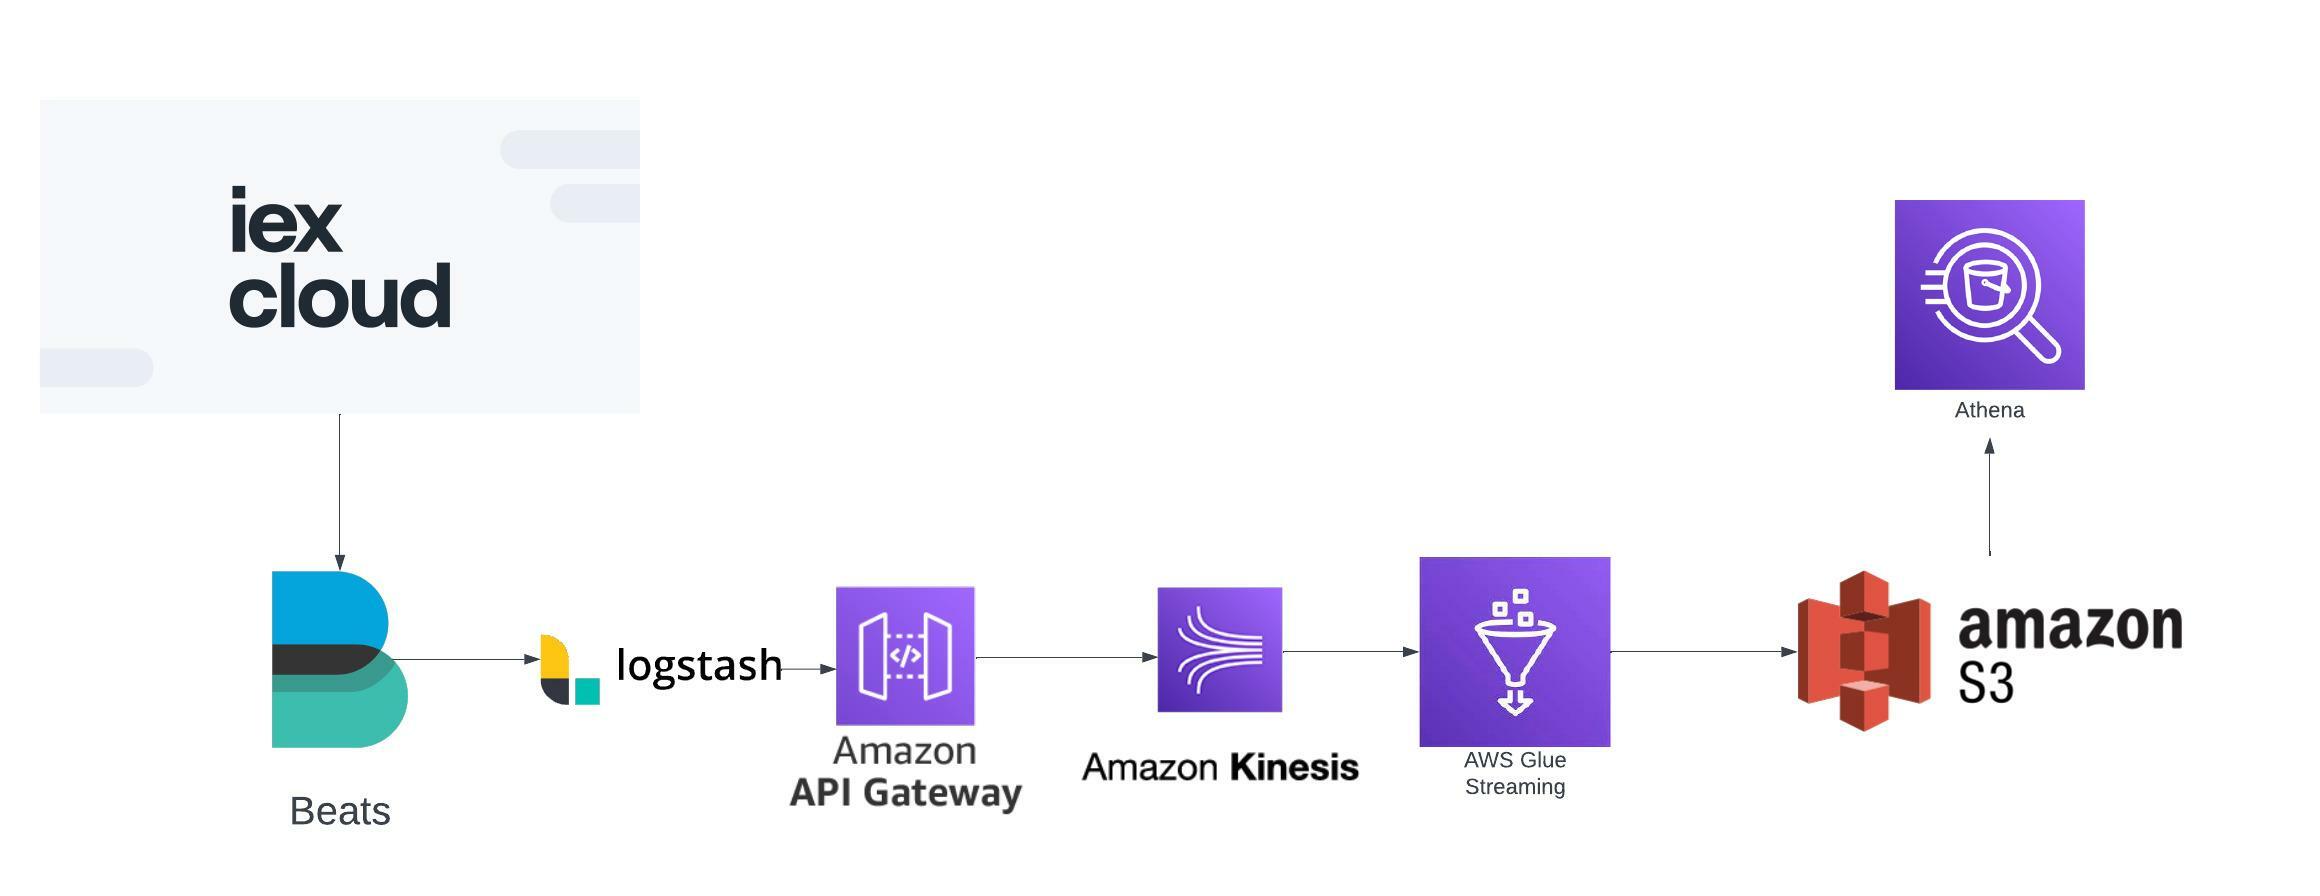 iex
cloud
Athena
logstash
amazon
S3
Amazon
API Gateway
Amazon Kinesis
AWS Glue
Streaming
Beats